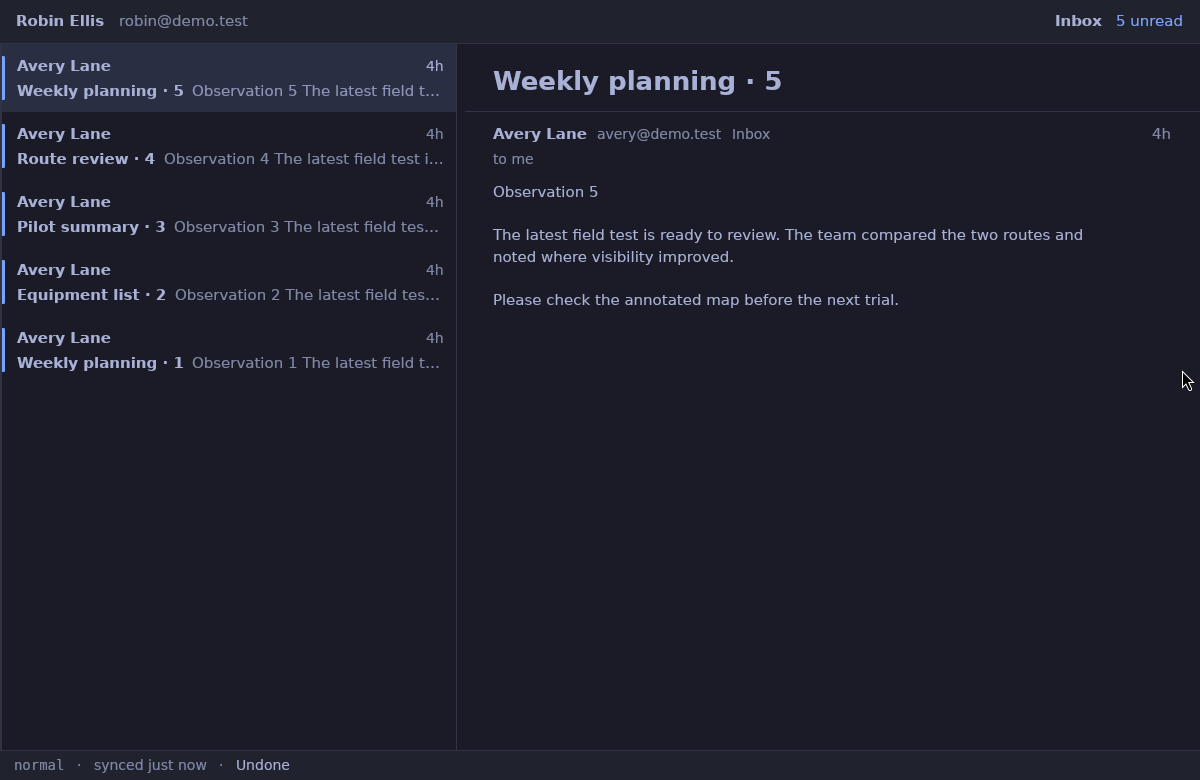 Robin Ellis robin@demo.test Inbox 5 unread
Avery Lane 4h
Weekly planning · 5 Observation 5 The latest field t…
Avery Lane 4h
Route review · 4 Observation 4 The latest field test i…
Avery Lane 4h
Pilot summary · 3 Observation 3 The latest field tes…
Avery Lane 4h
Equipment list · 2 Observation 2 The latest field tes…
Avery Lane 4h
Weekly planning · 1 Observation 1 The latest field t…
Weekly planning · 5
Avery Lane avery@demo.test Inbox 4h
to me
Observation 5
The latest field test is ready to review. The team compared the two routes and
noted where visibility improved.
Please check the annotated map before the next trial.
normal · synced just now · Undone